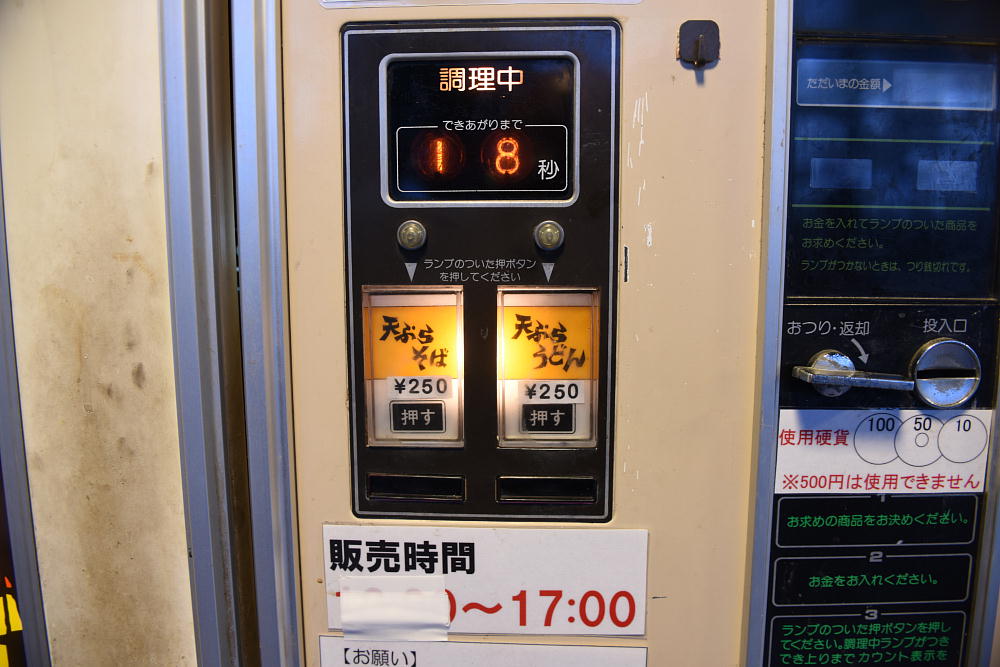 調理中
できあがりまで
18秒
ランプのついた押ボタン
を押してください
天ぷら
そば
¥250
押す
天ぷら
うどん
¥250
押す
販売時間
0〜17:00
【お願い】
ただいまの金額▶
お金を入れてランプのついた商品を
お求めください。
ランプがつかないときは、つり銭切れです。
おつり・返却
投入口
使用硬貨
100 50 10
※500円は使用できません
1
お求めの商品をお決めください。
2
お金をお入れください。
3
ランプのついた押ボタンを押し
てください。調理中ランプがつき
でき上りまでカウント表示を